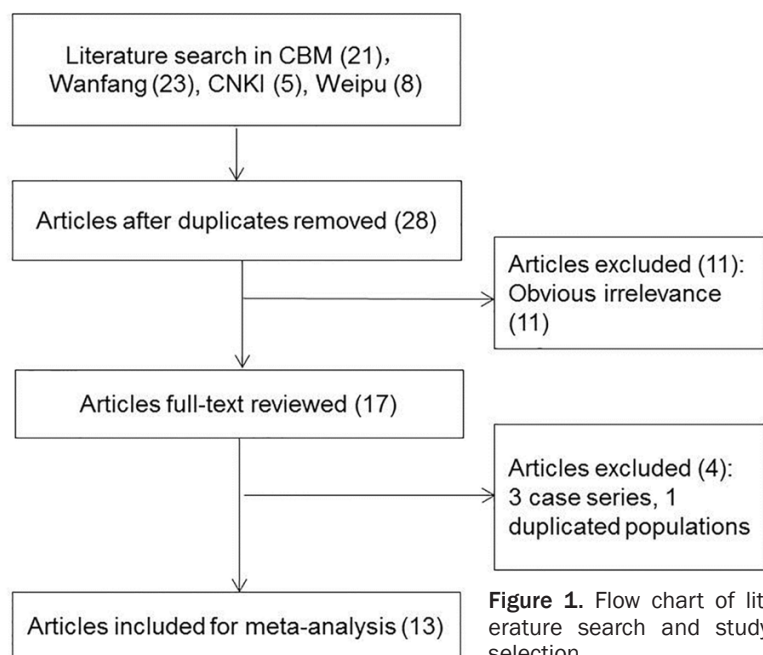 Literature search in CBM (21)，
Wanfang (23), CNKI (5), Weipu (8)
Articles after duplicates removed (28)
Articles excluded (11):
Obvious irrelevance
(11)
Articles full-text reviewed (17)
Articles excluded (4):
3 case series, 1
duplicated populations
Articles included for meta-analysis (13)
Figure 1. Flow chart of lit-
erature search and study
selection